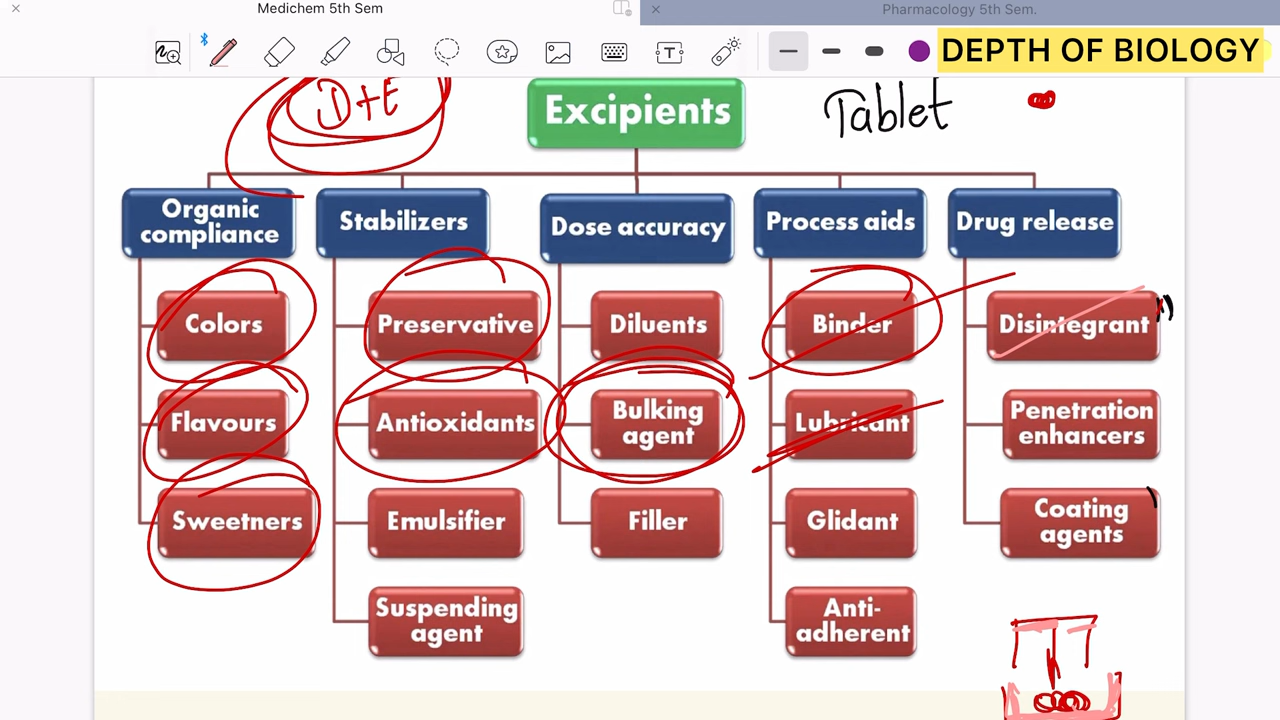 Medichem 5th Sem
Pharmacology 5th Sem.
T
DEPTH OF BIOLOGY
D+E
Excipients
Tablet
Organic
compliance
Colors
Flavours
Sweetners
Stabilizers
Preservative
Antioxidants
Emulsifier
Suspending
agent
Dose accuracy
Diluents
Bulking
agent
Filler
Process aids
Binder
Lubricant
Glidant
Anti-
adherent
Drug release
Disintegrant
Penetration
enhancers
Coating
agents